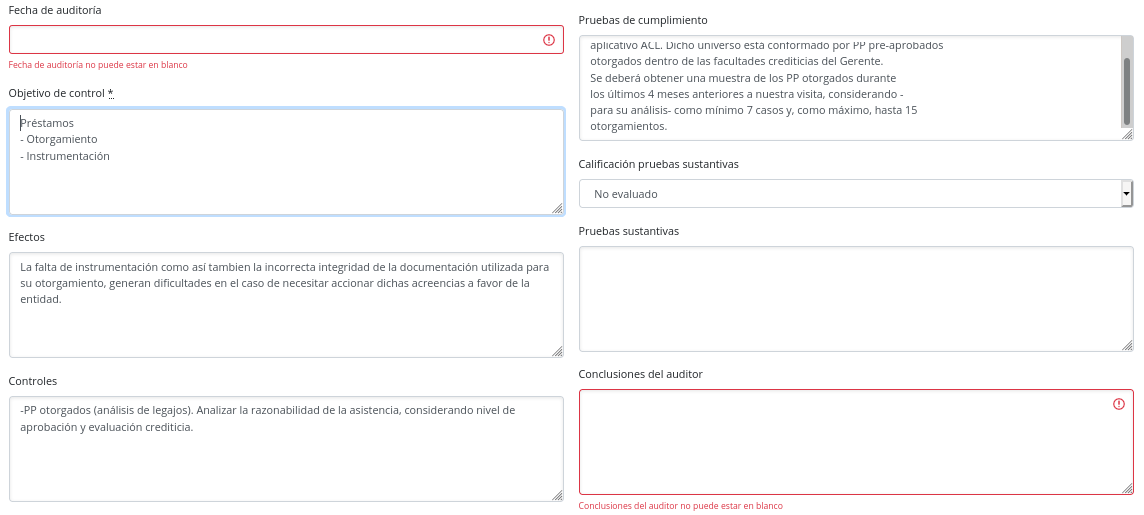 Fecha de auditoría
Fecha de auditoría no puede estar en blanco
Objetivo de control *
Préstamos
- Otorgamiento
- Instrumentación
Efectos
La falta de instrumentación como así tambien la incorrecta integridad de la documentación utilizada para
su otorgamiento, generan dificultades en el caso de necesitar accionar dichas acreencias a favor de la
entidad.
Controles
-PP otorgados (análisis de legajos). Analizar la razonabilidad de la asistencia, considerando nivel de
aprobación y evaluación crediticia.
Pruebas de cumplimiento
aplicativo ACL. Dicho universo está conformado por PP pre-aprobados
otorgados dentro de las facultades crediticias del Gerente.
Se deberá obtener una muestra de los PP otorgados durante
los últimos 4 meses anteriores a nuestra visita, considerando -
para su análisis- como mínimo 7 casos y, como máximo, hasta 15
otorgamientos.
Calificación pruebas sustantivas
No evaluado
Pruebas sustantivas
Conclusiones del auditor
Conclusiones del auditor no puede estar en blanco